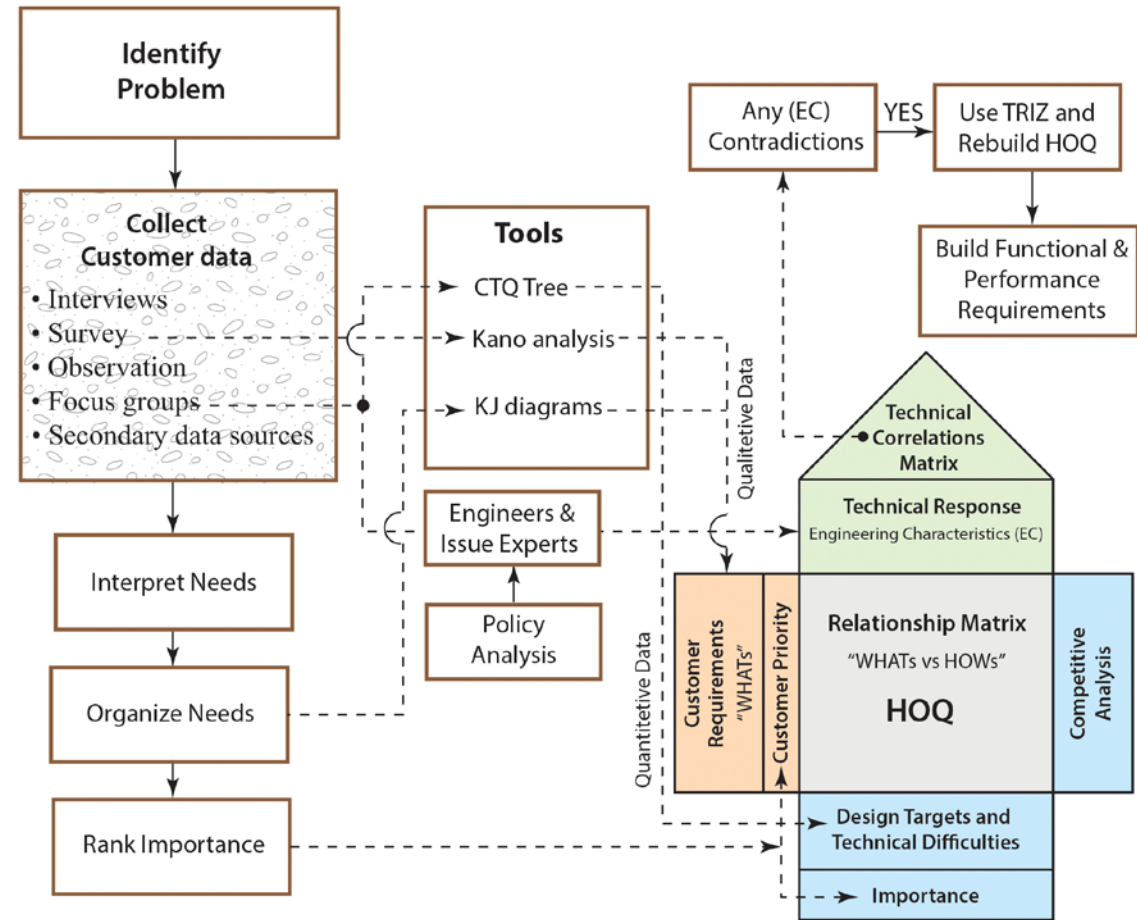 Identify
Problem
Collect
Customer data
• Interviews
• Survey
• Observation
• Focus groups
• Secondary data sources
Interpret Needs
Organize Needs
Rank Importance
Tools
CTQ Tree
Kano analysis
KJ diagrams
Engineers &
Issue Experts
Policy
Analysis
Qualitetive Data
Quantitetive Data
Any (EC)
Contradictions
YES
Use TRIZ and
Rebuild HOQ
Build Functional &
Performance
Requirements
Technical
Correlations
Matrix
Technical Response
Engineering Characteristics (EC)
Customer
Requirements
“WHATs”
Customer Priority
Relationship Matrix
“WHATs vs HOWs”
HOQ
Competitive
Analysis
Design Targets and
Technical Difficulties
Importance